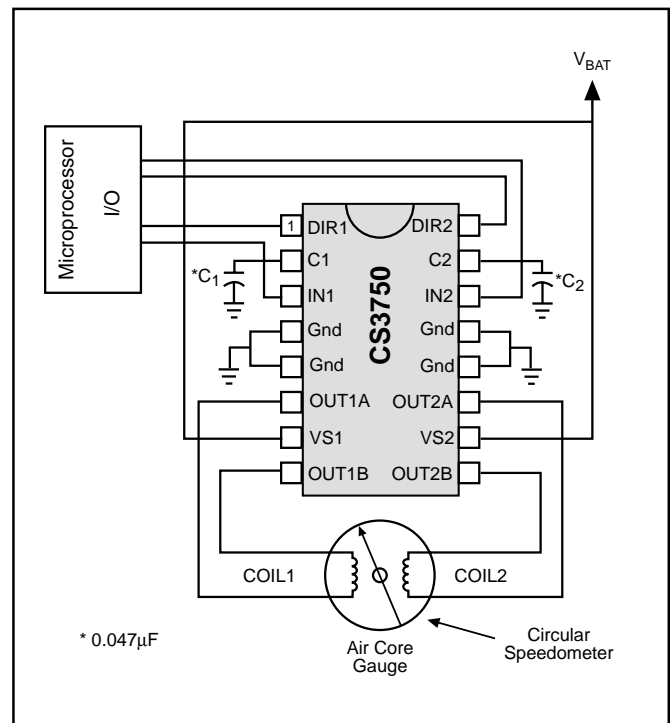 V_BAT
Microprocessor
I/O
1
DIR1
DIR2
C1
C2
*C₁
*C₂
IN1
IN2
CS3750
Gnd
Gnd
Gnd
Gnd
OUT1A
OUT2A
VS1
VS2
OUT1B
OUT2B
COIL1
COIL2
* 0.047µF
Air Core
Gauge
Circular
Speedometer